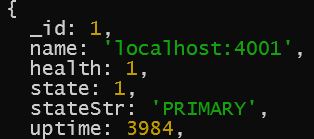 {
_id: 1,
name: 'localhost:4001',
health: 1,
state: 1,
stateStr: 'PRIMARY',
uptime: 3984,